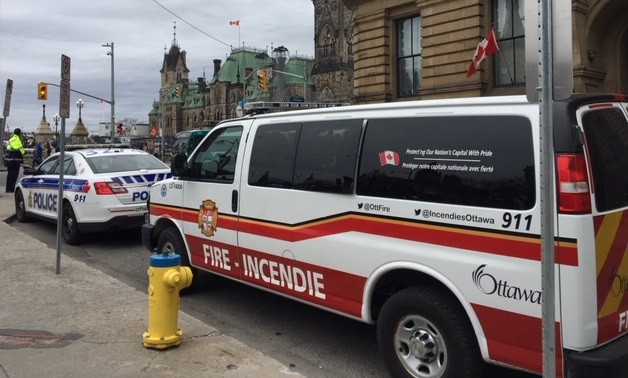 POLICE
911
Protecting Our Nation's Capital With Pride
Protéger notre capitale nationale avec fierté
@OttFire
@IncendiesOttawa
911
FIRE - INCENDIE
Ottawa